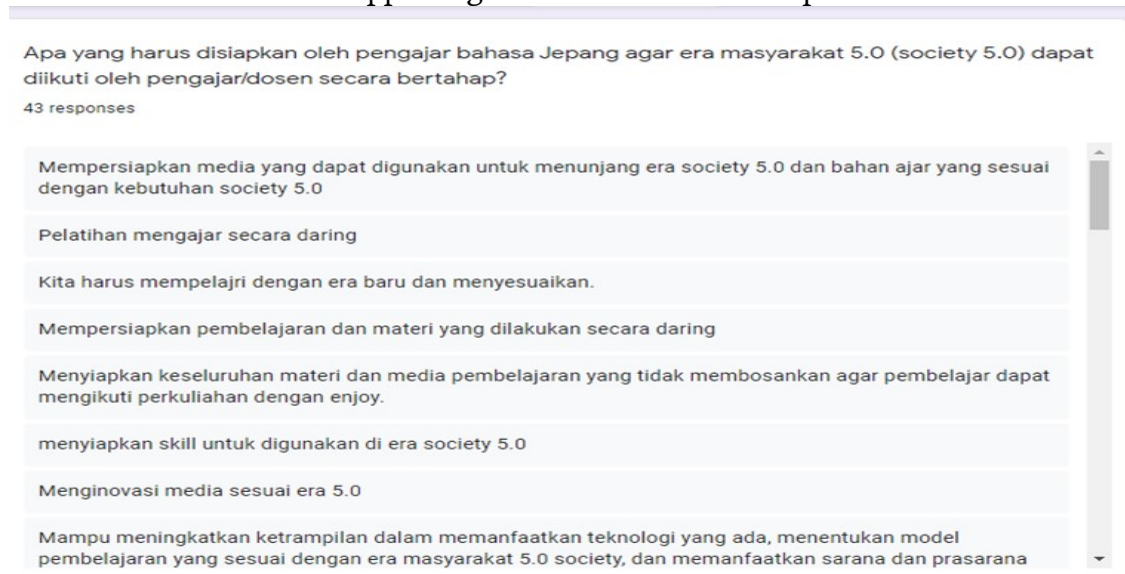 Apa yang harus disiapkan oleh pengajar bahasa Jepang agar era masyarakat 5.0 (society 5.0) dapat
diikuti oleh pengajar/dosen secara bertahap?
43 responses
Mempersiapkan media yang dapat digunakan untuk menunjang era society 5.0 dan bahan ajar yang sesuai
dengan kebutuhan society 5.0
Pelatihan mengajar secara daring
Kita harus mempelajri dengan era baru dan menyesuaikan.
Mempersiapkan pembelajaran dan materi yang dilakukan secara daring
Menyiapkan keseluruhan materi dan media pembelajaran yang tidak membosankan agar pembelajar dapat
mengikuti perkuliahan dengan enjoy.
menyiapkan skill untuk digunakan di era society 5.0
Menginovasi media sesuai era 5.0
Mampu meningkatkan ketrampilan dalam memanfaatkan teknologi yang ada, menentukan model
pembelajaran yang sesuai dengan era masyarakat 5.0 society, dan memanfaatkan sarana dan prasarana